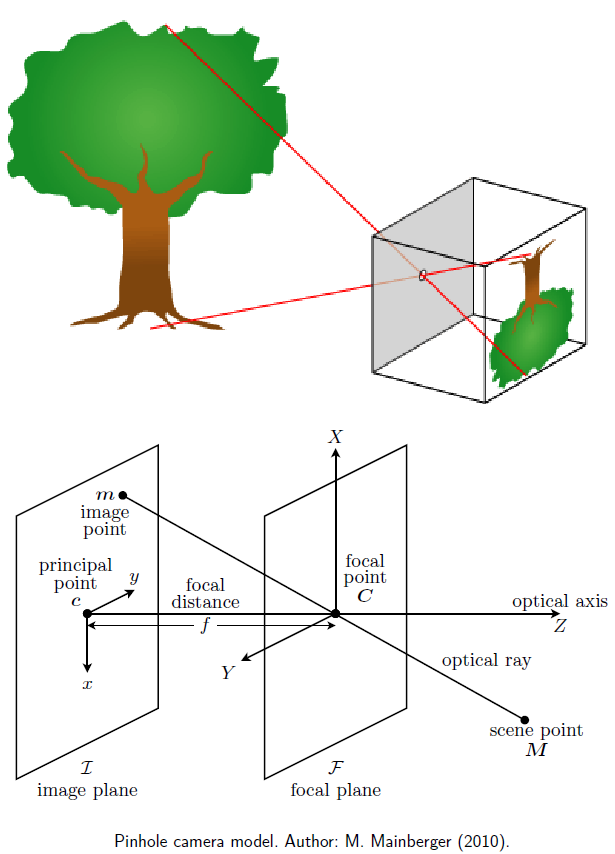 X
m
image
point
focal
point
C
principal
point
c
y
focal
distance
optical axis
f
Z
Y
optical ray
x
scene point
M
I
image plane
F
focal plane
Pinhole camera model. Author: M. Mainberger (2010).